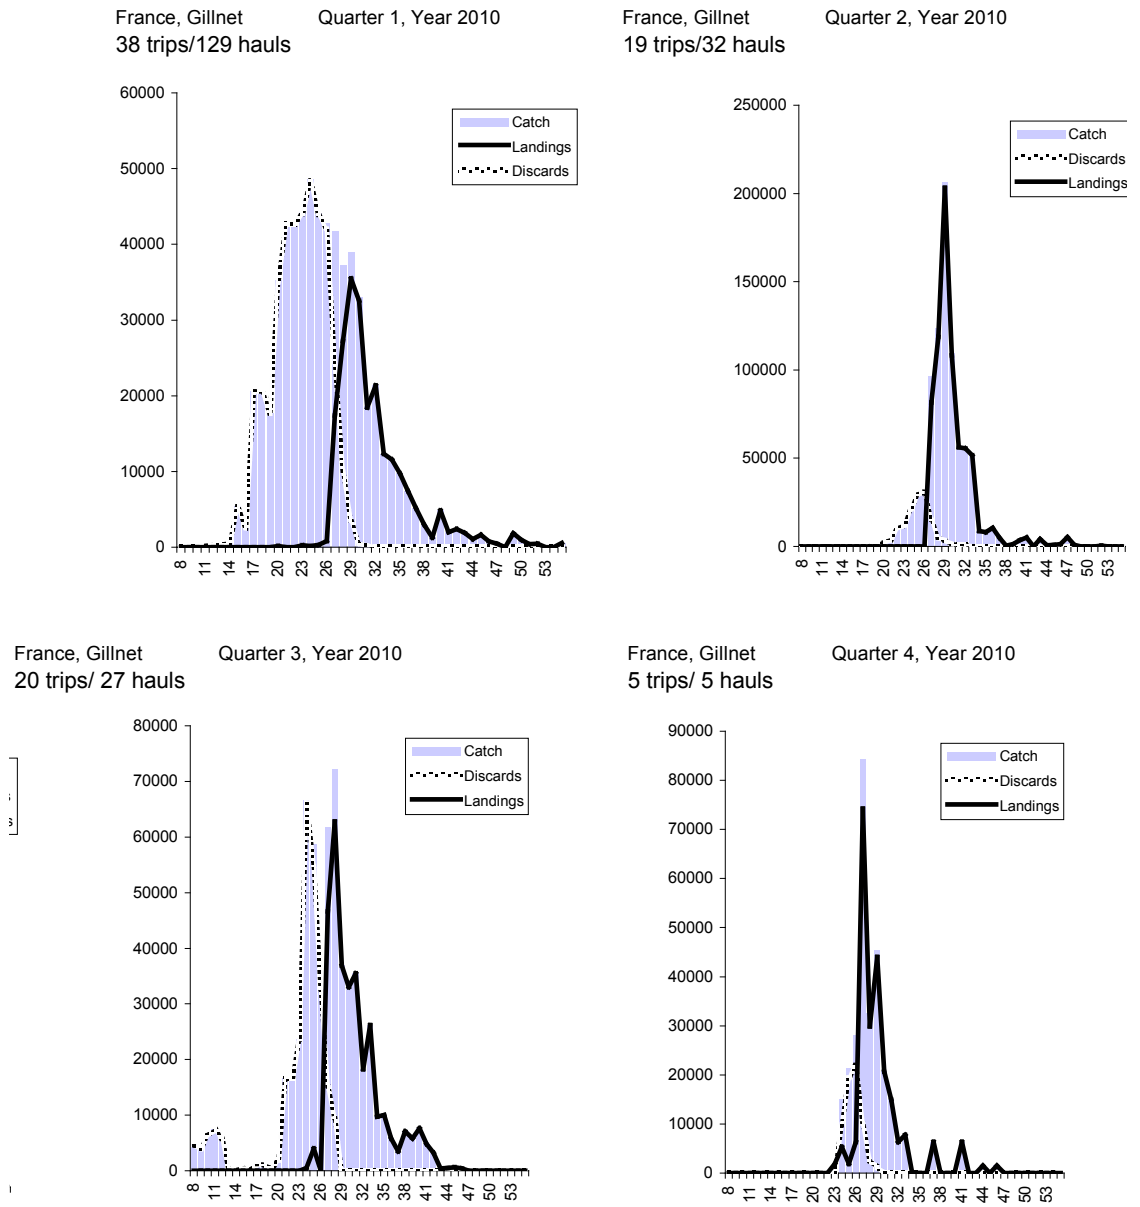 France, Gillnet Quarter 1, Year 2010
38 trips/129 hauls
60000
50000
40000
30000
20000
10000
0
Catch
Landings
Discards
8 11 14 17 20 23 26 29 32 35 38 41 44 47 50 53
France, Gillnet Quarter 2, Year 2010
19 trips/32 hauls
250000
200000
150000
100000
50000
0
Catch
Discards
Landings
8 11 14 17 20 23 26 29 32 35 38 41 44 47 50 53
France, Gillnet Quarter 3, Year 2010
20 trips/ 27 hauls
80000
70000
60000
50000
40000
30000
20000
10000
0
Catch
Discards
Landings
8 11 14 17 20 23 26 29 32 35 38 41 44 47 50 53
France, Gillnet Quarter 4, Year 2010
5 trips/ 5 hauls
90000
80000
70000
60000
50000
40000
30000
20000
10000
0
Catch
Discards
Landings
8 11 14 17 20 23 26 29 32 35 38 41 44 47 50 53